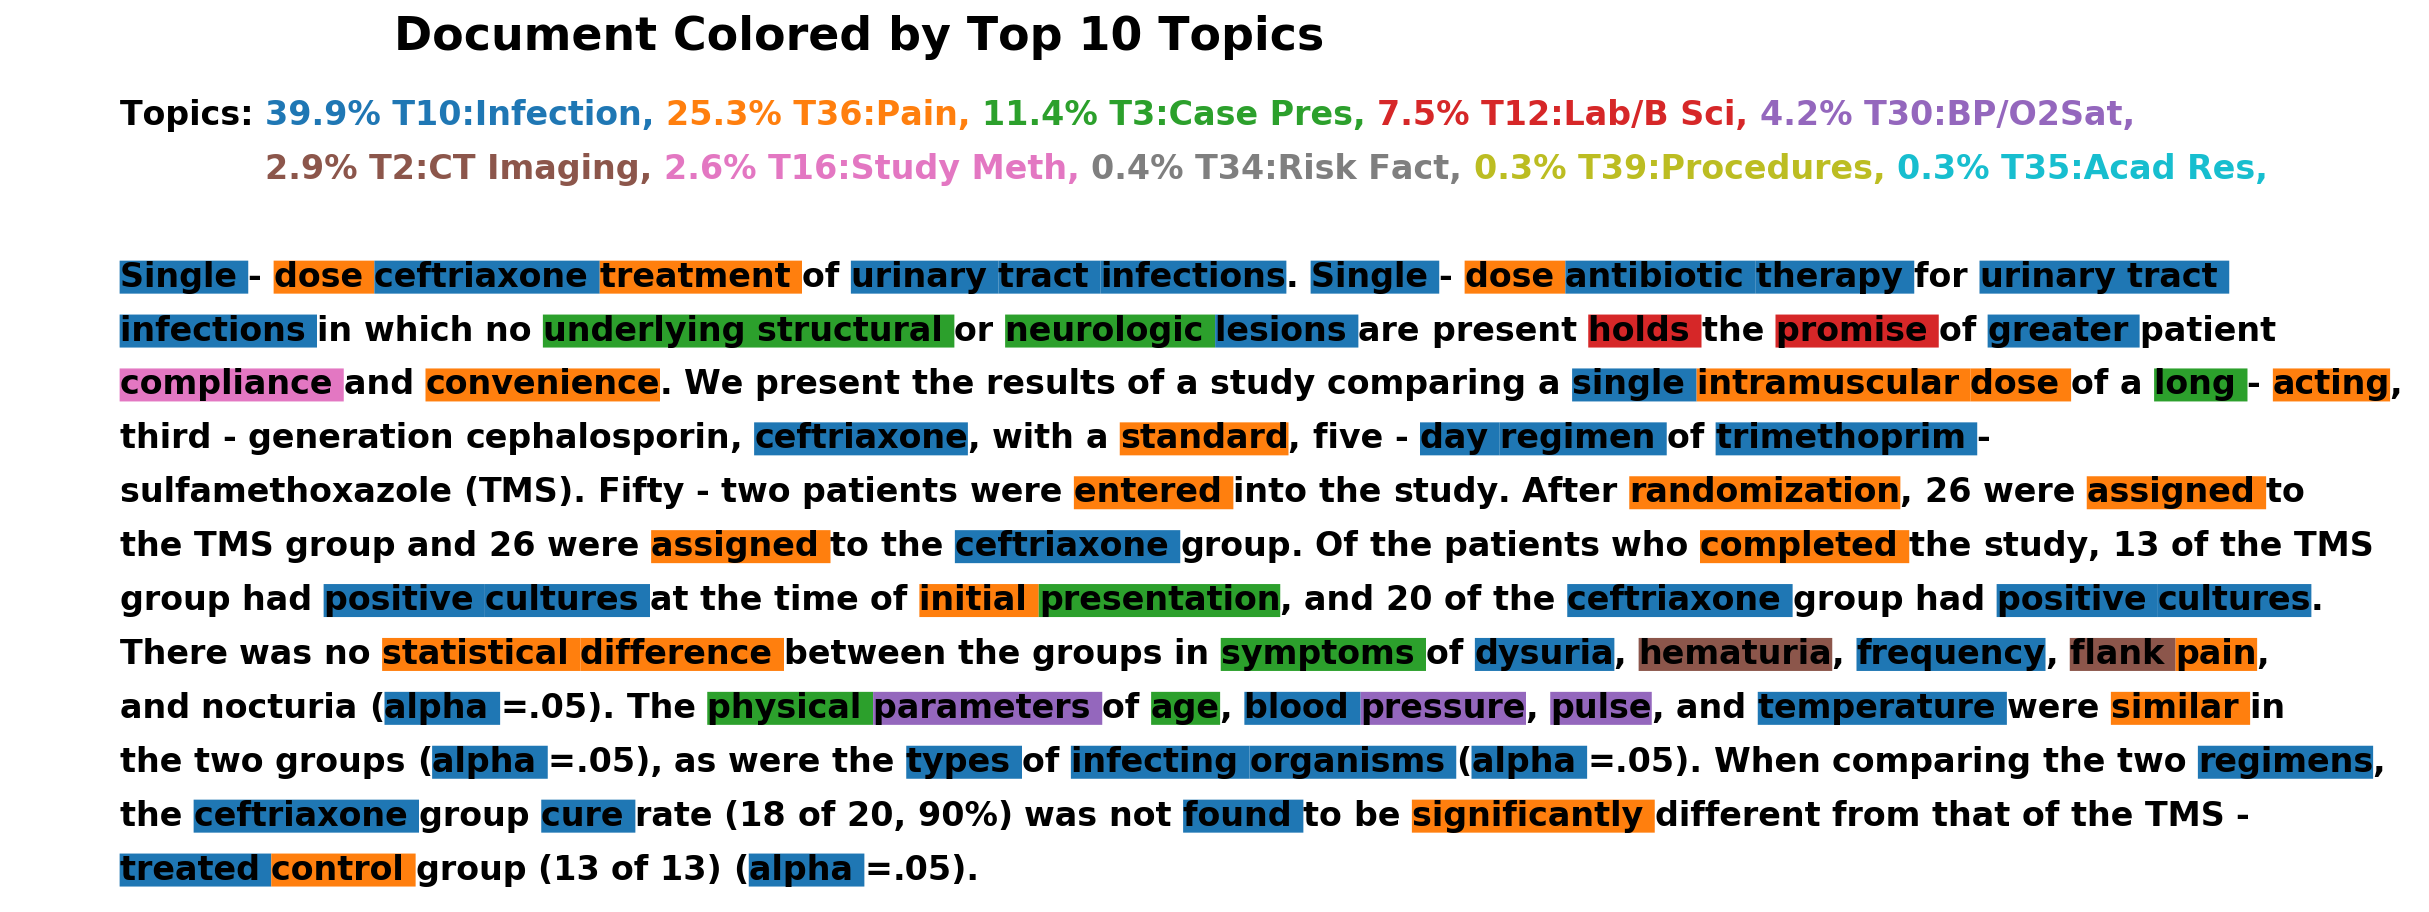 Document Colored by Top 10 Topics
Topics: 39.9% T10:Infection, 25.3% T36:Pain, 11.4% T3:Case Pres, 7.5% T12:Lab/B Sci, 4.2% T30:BP/O2Sat,
2.9% T2:CT Imaging, 2.6% T16:Study Meth, 0.4% T34:Risk Fact, 0.3% T39:Procedures, 0.3% T35:Acad Res,
Single - dose ceftriaxone treatment of urinary tract infections. Single - dose antibiotic therapy for urinary tract
infections in which no underlying structural or neurologic lesions are present holds the promise of greater patient
compliance and convenience. We present the results of a study comparing a single intramuscular dose of a long - acting,
third - generation cephalosporin, ceftriaxone, with a standard, five - day regimen of trimethoprim -
sulfamethoxazole (TMS). Fifty - two patients were entered into the study. After randomization, 26 were assigned to
the TMS group and 26 were assigned to the ceftriaxone group. Of the patients who completed the study, 13 of the TMS
group had positive cultures at the time of initial presentation, and 20 of the ceftriaxone group had positive cultures.
There was no statistical difference between the groups in symptoms of dysuria, hematuria, frequency, flank pain,
and nocturia (alpha =.05). The physical parameters of age, blood pressure, pulse, and temperature were similar in
the two groups (alpha =.05), as were the types of infecting organisms (alpha =.05). When comparing the two regimens,
the ceftriaxone group cure rate (18 of 20, 90%) was not found to be significantly different from that of the TMS -
treated control group (13 of 13) (alpha =.05).